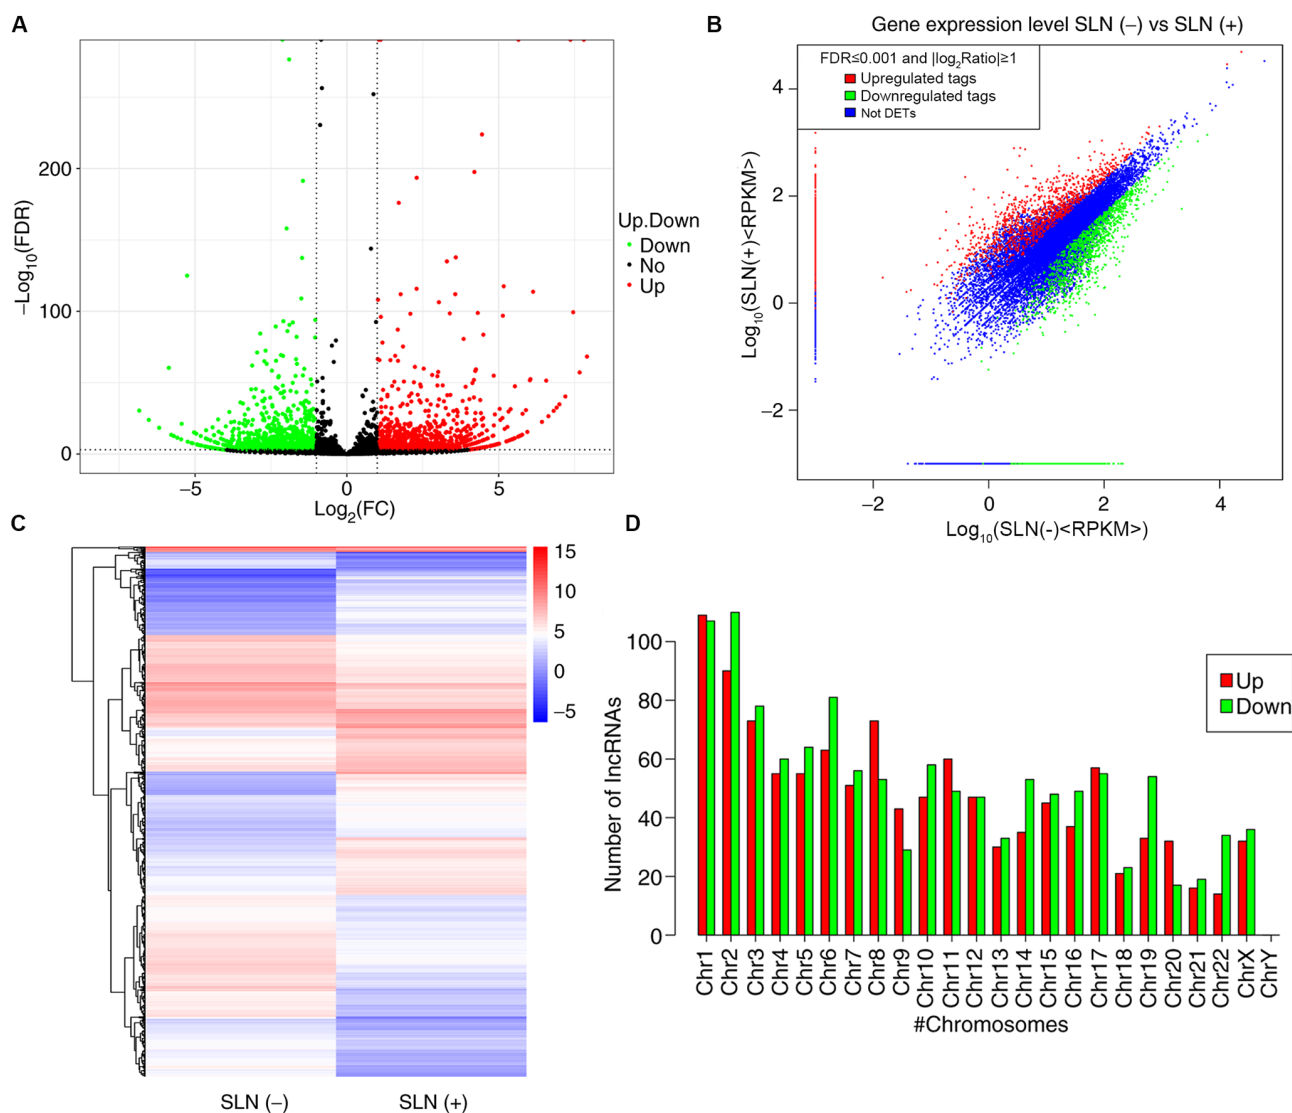 A
−Log10(FDR)
200
100
0
−5
0
5
Log2(FC)
Up.Down
Down
No
Up
B
Gene expression level SLN (−) vs SLN (+)
FDR≤0.001 and |log2Ratio|≥1
Upregulated tags
Downregulated tags
Not DETs
Log10(SLN(+)<RPKM>)
4
2
0
−2
−2
0
2
4
Log10(SLN(-)<RPKM>)
C
15
10
5
0
−5
SLN (−)
SLN (+)
D
Number of lncRNAs
100
80
60
40
20
0
Up
Down
Chr1
Chr2
Chr3
Chr4
Chr5
Chr6
Chr7
Chr8
Chr9
Chr10
Chr11
Chr12
Chr13
Chr14
Chr15
Chr16
Chr17
Chr18
Chr19
Chr20
Chr21
Chr22
ChrX
ChrY
#Chromosomes